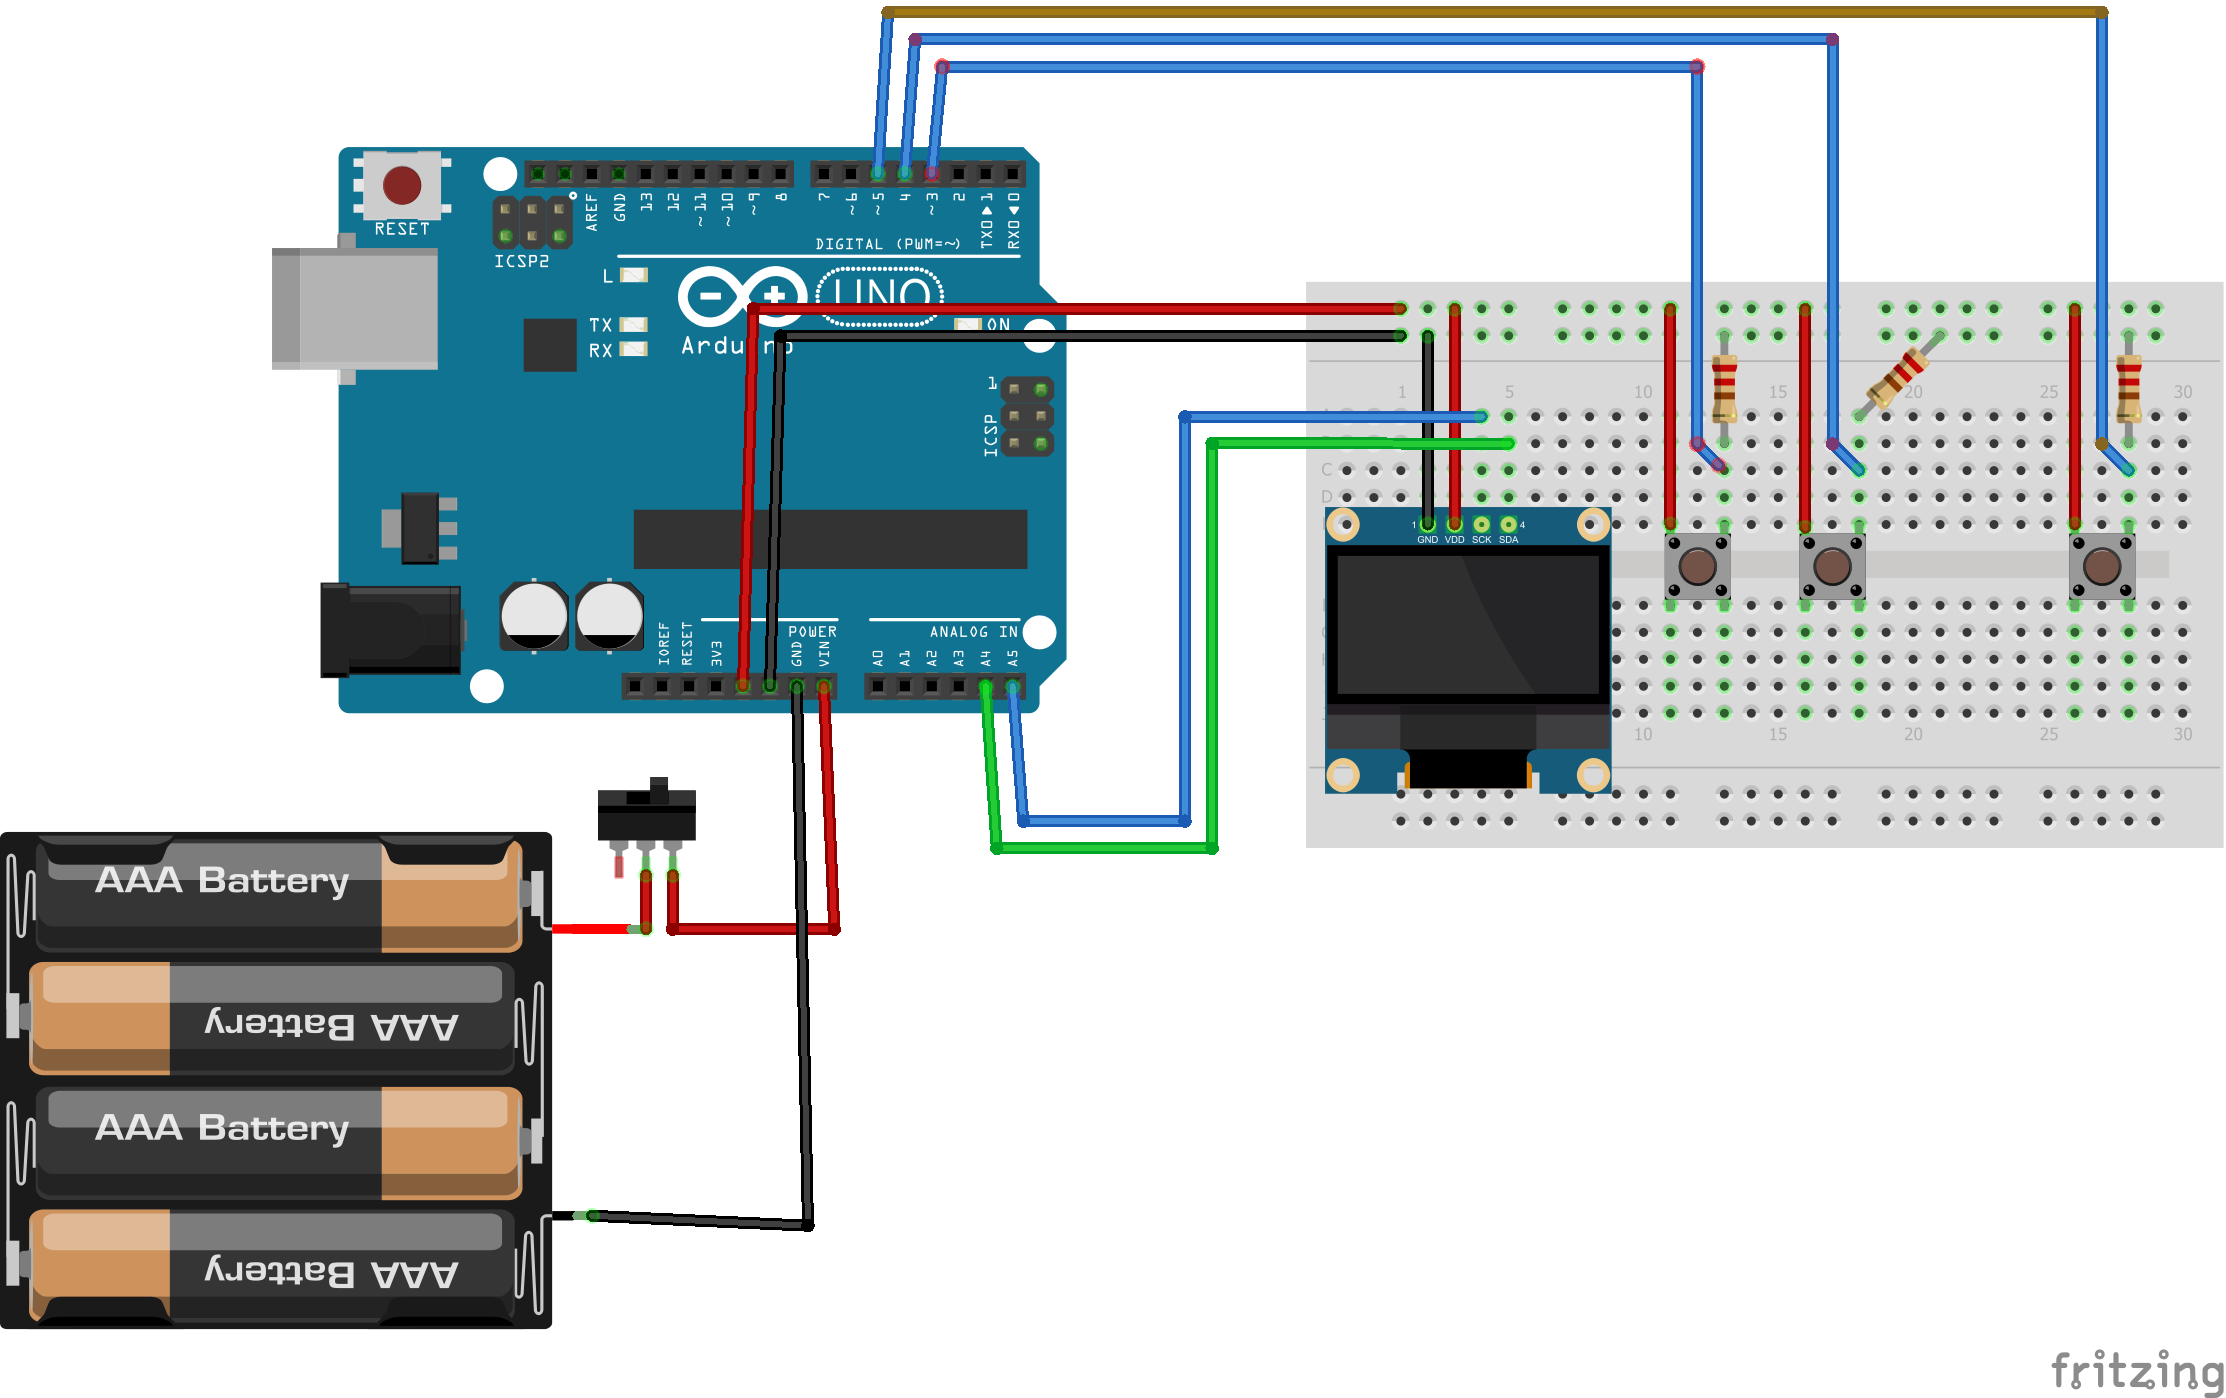 RESET
ICSP2
AREF
GND
13
12
~11
~10
~9
8
7
~6
~5
4
~3
2
TX0▶1
RX0◀0
DIGITAL (PWM=~)
L
TX
RX
UNO
ON
Arduino
1
ICSP
IOREF
RESET
3V3
GND
VIN
POWER
A0
A1
A2
A3
A4
A5
ANALOG IN
1 5 10 15 20 25 30
C
D
1 4
GND VDD SCK SDA
10 15 20 25 30
AAA Battery
AAA Battery
AAA Battery
AAA Battery
fritzing